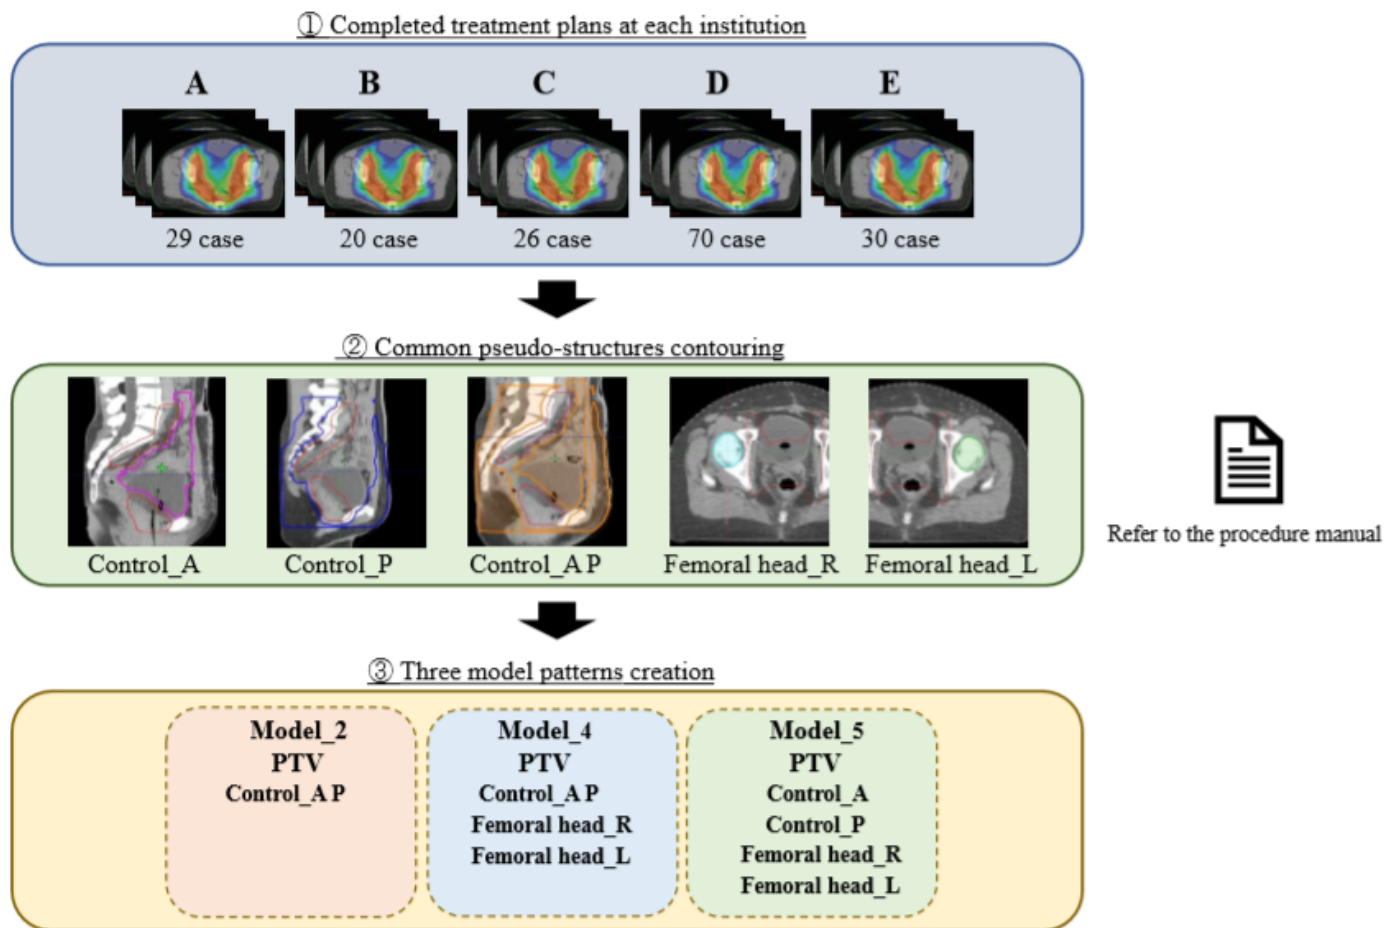 ① Completed treatment plans at each institution
A B C D E
29 case 20 case 26 case 70 case 30 case
② Common pseudo-structures contouring
Control_A Control_P Control_A P Femoral head_R Femoral head_L
Refer to the procedure manual
③ Three model patterns creation
Model_2
PTV
Control_A P
Model_4
PTV
Control_A P
Femoral head_R
Femoral head_L
Model_5
PTV
Control_A
Control_P
Femoral head_R
Femoral head_L